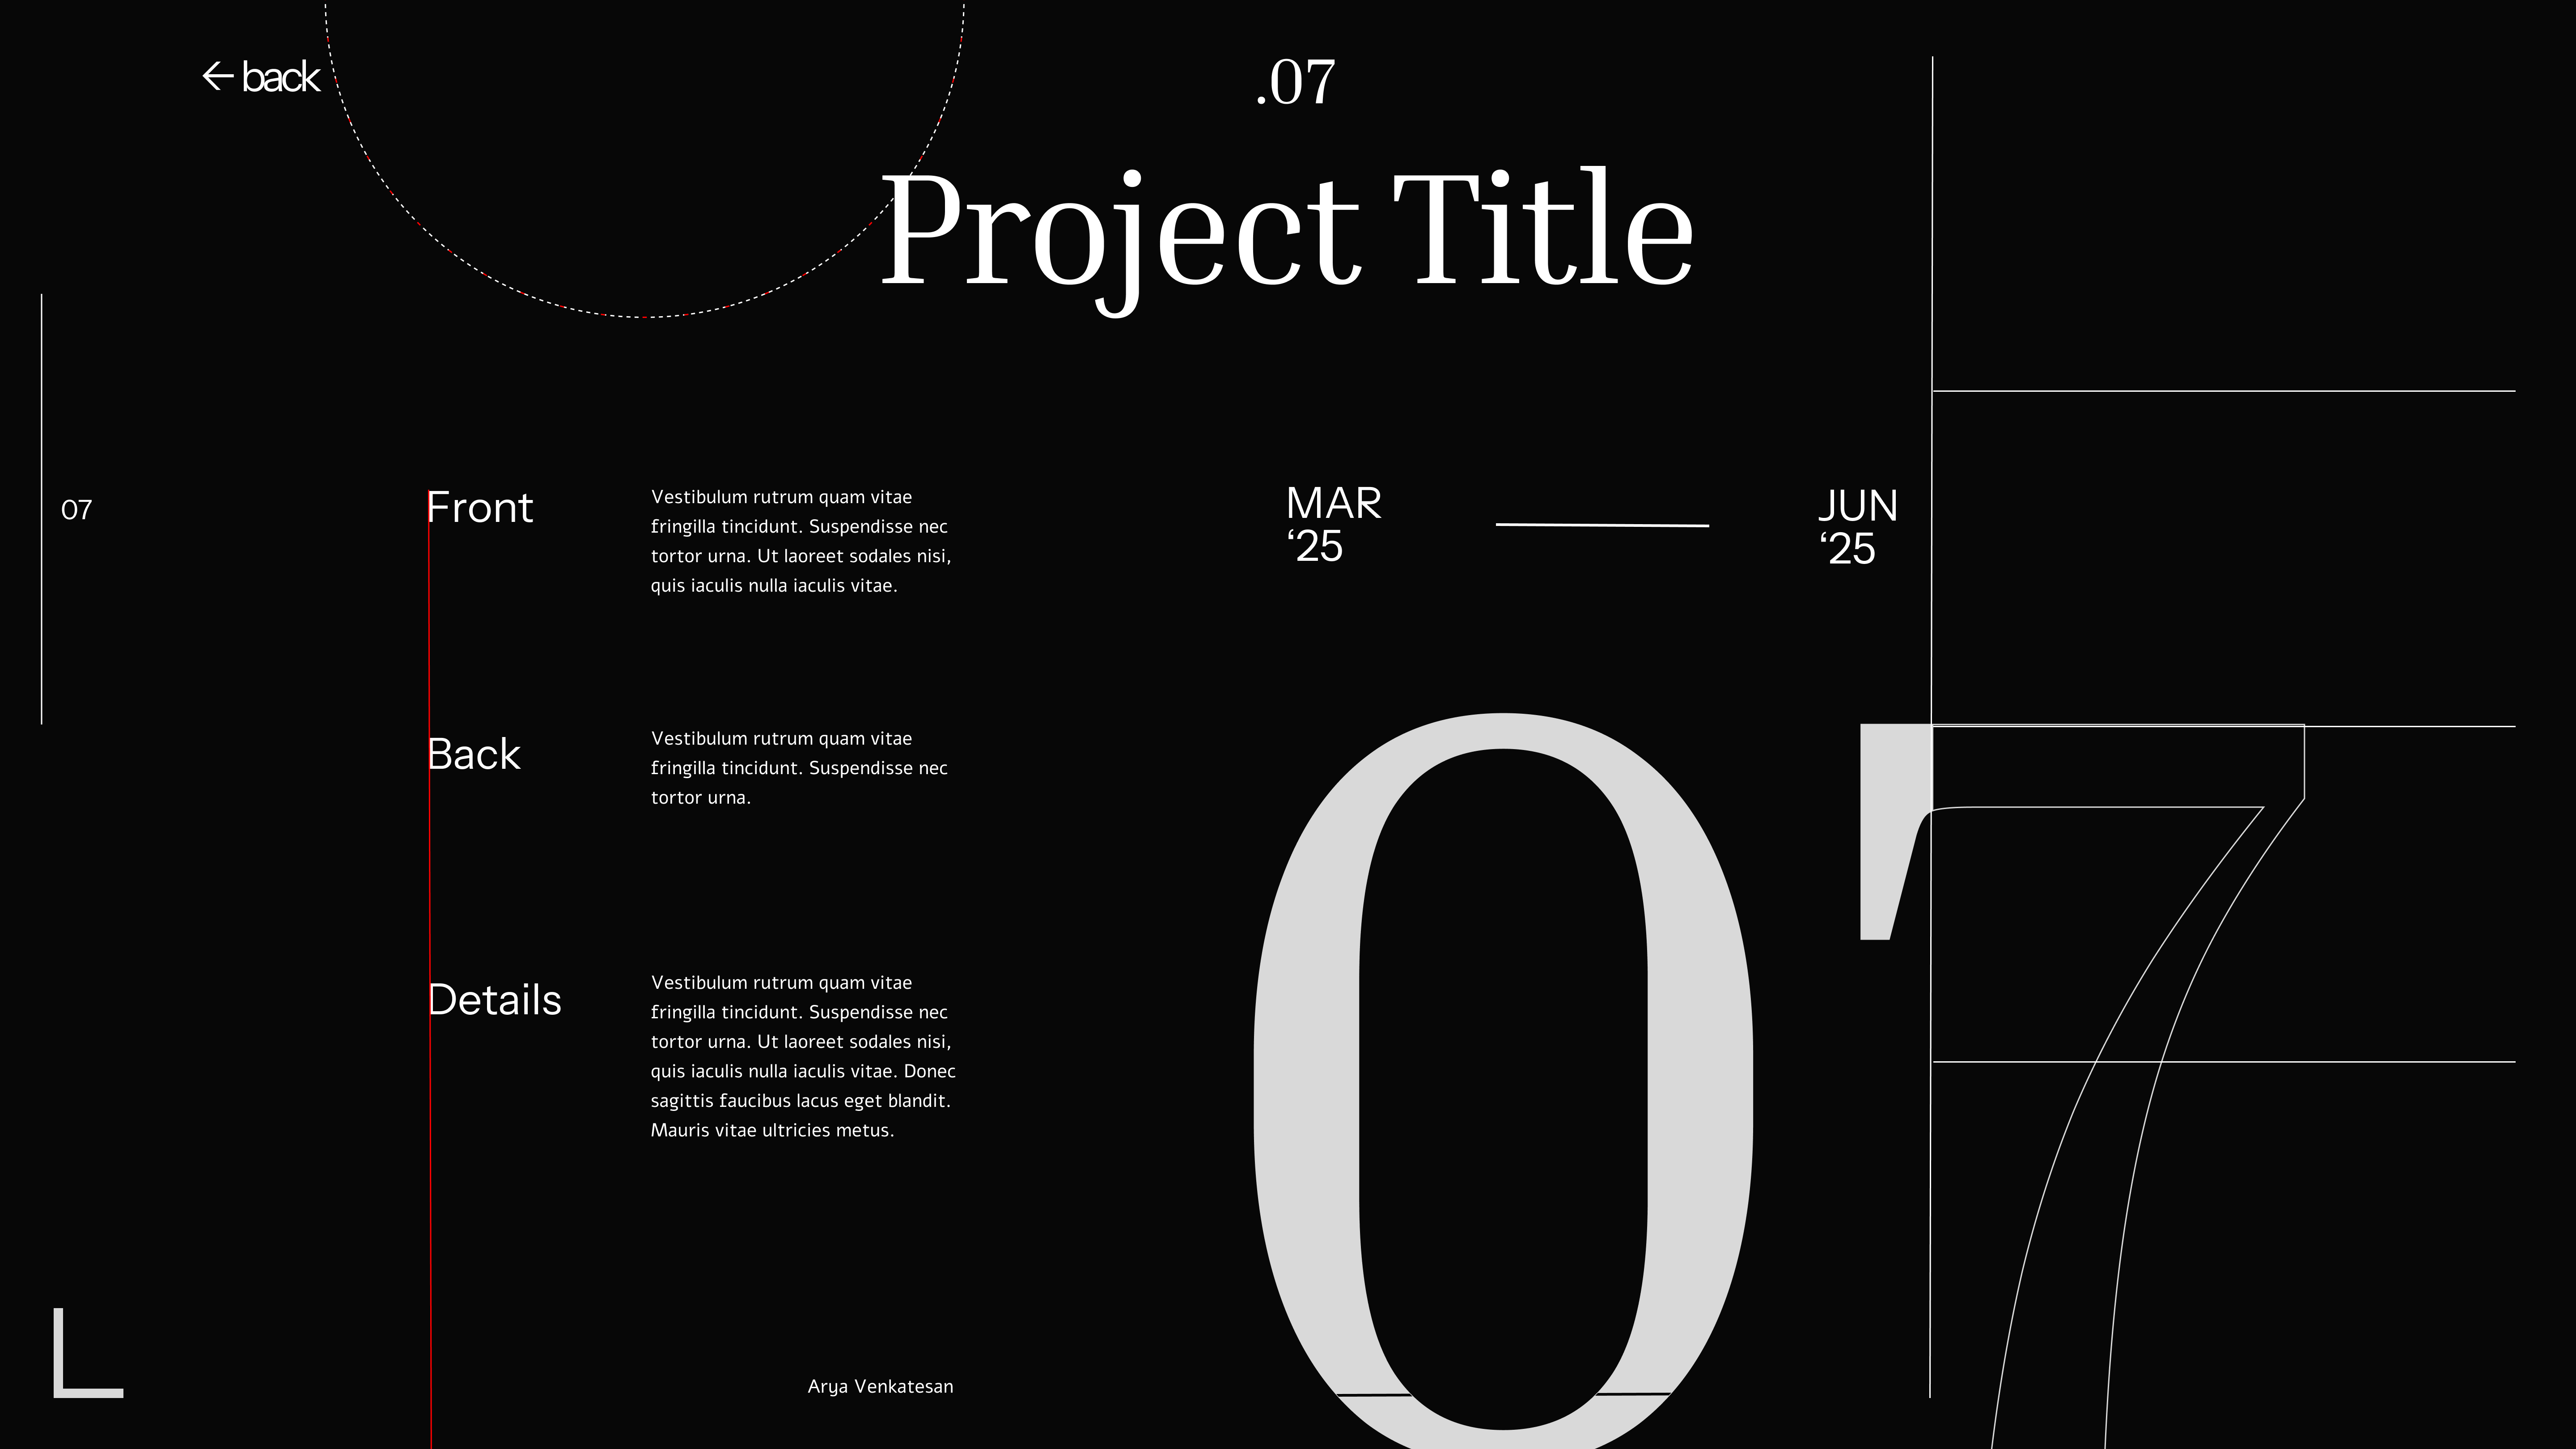 ← back
.07
Project Title
07
Front
Vestibulum rutrum quam vitae
fringilla tincidunt. Suspendisse nec
tortor urna. Ut laoreet sodales nisi,
quis iaculis nulla iaculis vitae.
MAR
‘25
JUN
‘25
Back
Vestibulum rutrum quam vitae
fringilla tincidunt. Suspendisse nec
tortor urna.
Details
Vestibulum rutrum quam vitae
fringilla tincidunt. Suspendisse nec
tortor urna. Ut laoreet sodales nisi,
quis iaculis nulla iaculis vitae. Donec
sagittis faucibus lacus eget blandit.
Mauris vitae ultricies metus.
07
Arya Venkatesan